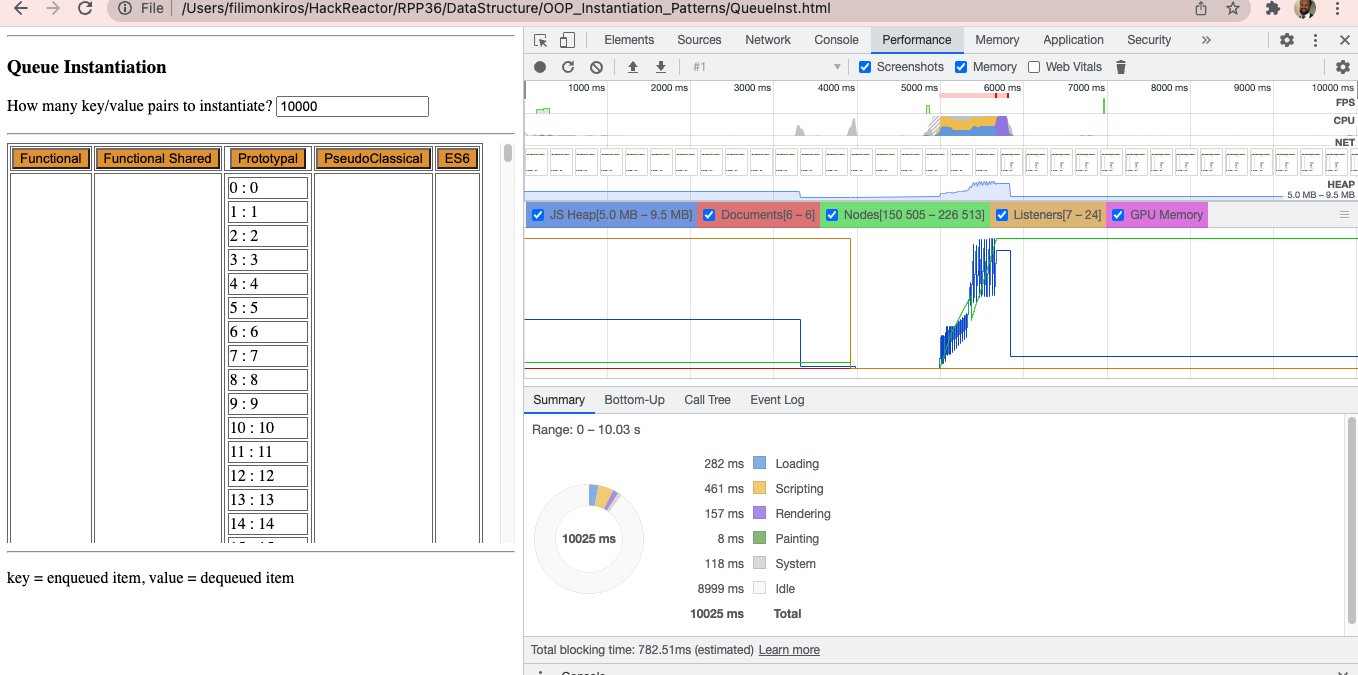 File /Users/filimonkiros/HackReactor/RPP36/DataStructure/OOP_Instantiation_Patterns/QueueInst.html
Queue Instantiation
How many key/value pairs to instantiate? 10000
Functional Functional Shared Prototypal PseudoClassical ES6
0 : 0
1 : 1
2 : 2
3 : 3
4 : 4
5 : 5
6 : 6
7 : 7
8 : 8
9 : 9
10 : 10
11 : 11
12 : 12
13 : 13
14 : 14
key = enqueued item, value = dequeued item
Elements Sources Network Console Performance Memory Application Security »
#1 Screenshots Memory Web Vitals
1000 ms 2000 ms 3000 ms 4000 ms 5000 ms 6000 ms 7000 ms 8000 ms 9000 ms 10000 ms
FPS
CPU
NET
HEAP
5.0 MB – 9.5 MB
JS Heap[5.0 MB – 9.5 MB] Documents[6 – 6] Nodes[150 505 – 226 513] Listeners[7 – 24] GPU Memory
Summary Bottom-Up Call Tree Event Log
Range: 0 – 10.03 s
282 ms Loading
461 ms Scripting
157 ms Rendering
8 ms Painting
118 ms System
8999 ms Idle
10025 ms Total
10025 ms
Total blocking time: 782.51ms (estimated) Learn more
Console